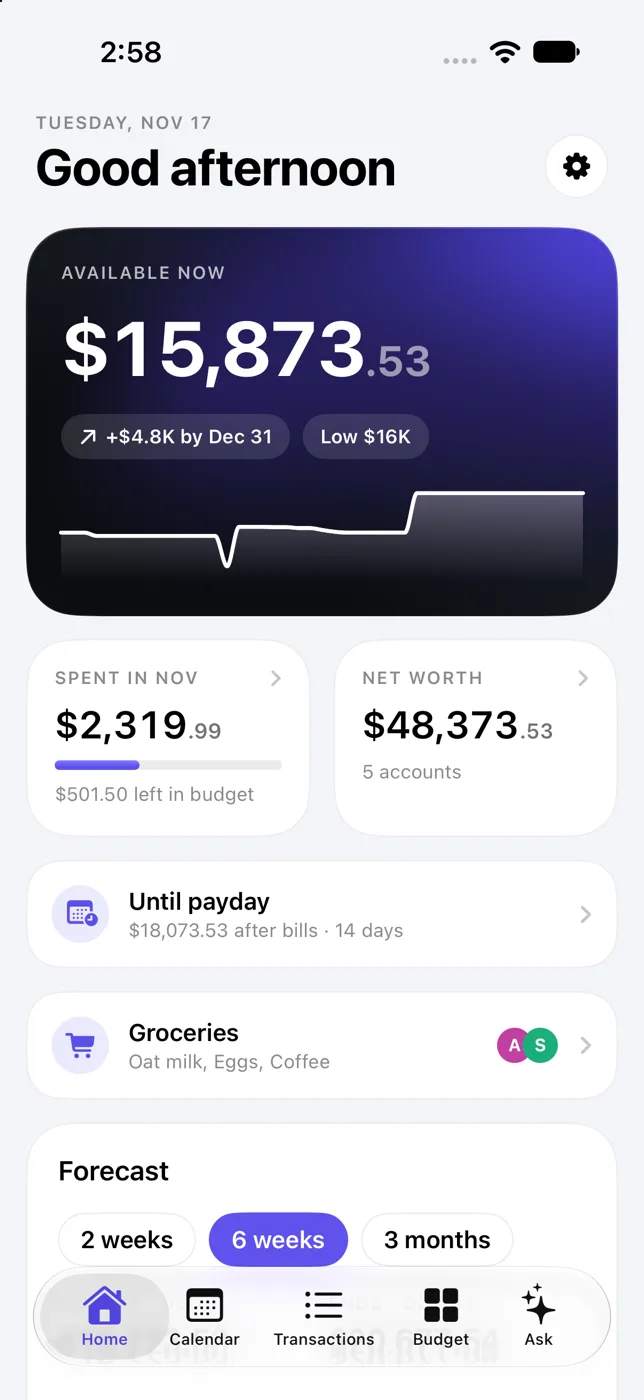 2:58
TUESDAY, NOV 17
Good afternoon
AVAILABLE NOW
$15,873.53
+$4.8K by Dec 31
Low $16K
SPENT IN NOV
$2,319.99
$501.50 left in budget
NET WORTH
$48,373.53
5 accounts
Until payday
$18,073.53 after bills · 14 days
Groceries
Oat milk, Eggs, Coffee
A S
Forecast
2 weeks 6 weeks 3 months
Home Calendar Transactions Budget Ask